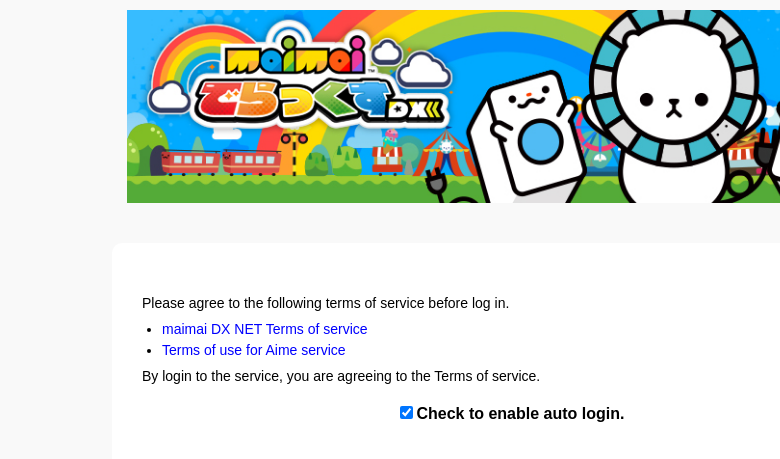 maimai
でらっくす
DX
Please agree to the following terms of service before log in.
maimai DX NET Terms of service
Terms of use for Aime service
By login to the service, you are agreeing to the Terms of service.
Check to enable auto login.